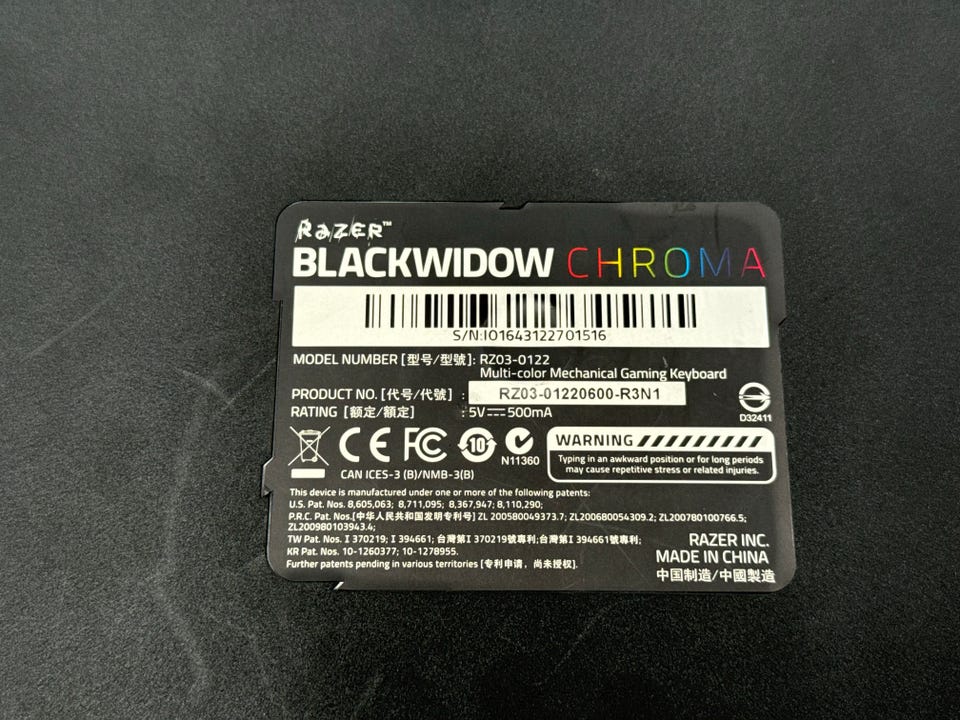 RAZER™
BLACKWIDOW CHROMA
S/N:IO1643122701516
MODEL NUMBER [型号/型號]: RZ03-0122
Multi-color Mechanical Gaming Keyboard
PRODUCT NO. [代号/代號] : RZ03-01220600-R3N1
RATING [额定/額定] : 5V⎓500mA
D32411
CE FC 10 N11360
CAN ICES-3 (B)/NMB-3(B)
WARNING
Typing in an awkward position or for long periods
may cause repetitive stress or related injuries.
This device is manufactured under one or more of the following patents:
U.S. Pat. Nos. 8,605,063; 8,711,095; 8,367,947; 8,110,290;
P.R.C. Pat. Nos.[中华人民共和国发明专利号] ZL 200580049373.7; ZL200680054309.2; ZL200780100766.5;
ZL200980103943.4;
TW Pat. Nos. I 370219; I 394661; 台灣第I 370219號專利;台灣第I 394661號專利;
KR Pat. Nos. 10-1260377; 10-1278955.
Further patents pending in various territories [专利申请，尚未授权].
RAZER INC.
MADE IN CHINA
中国制造/中國製造